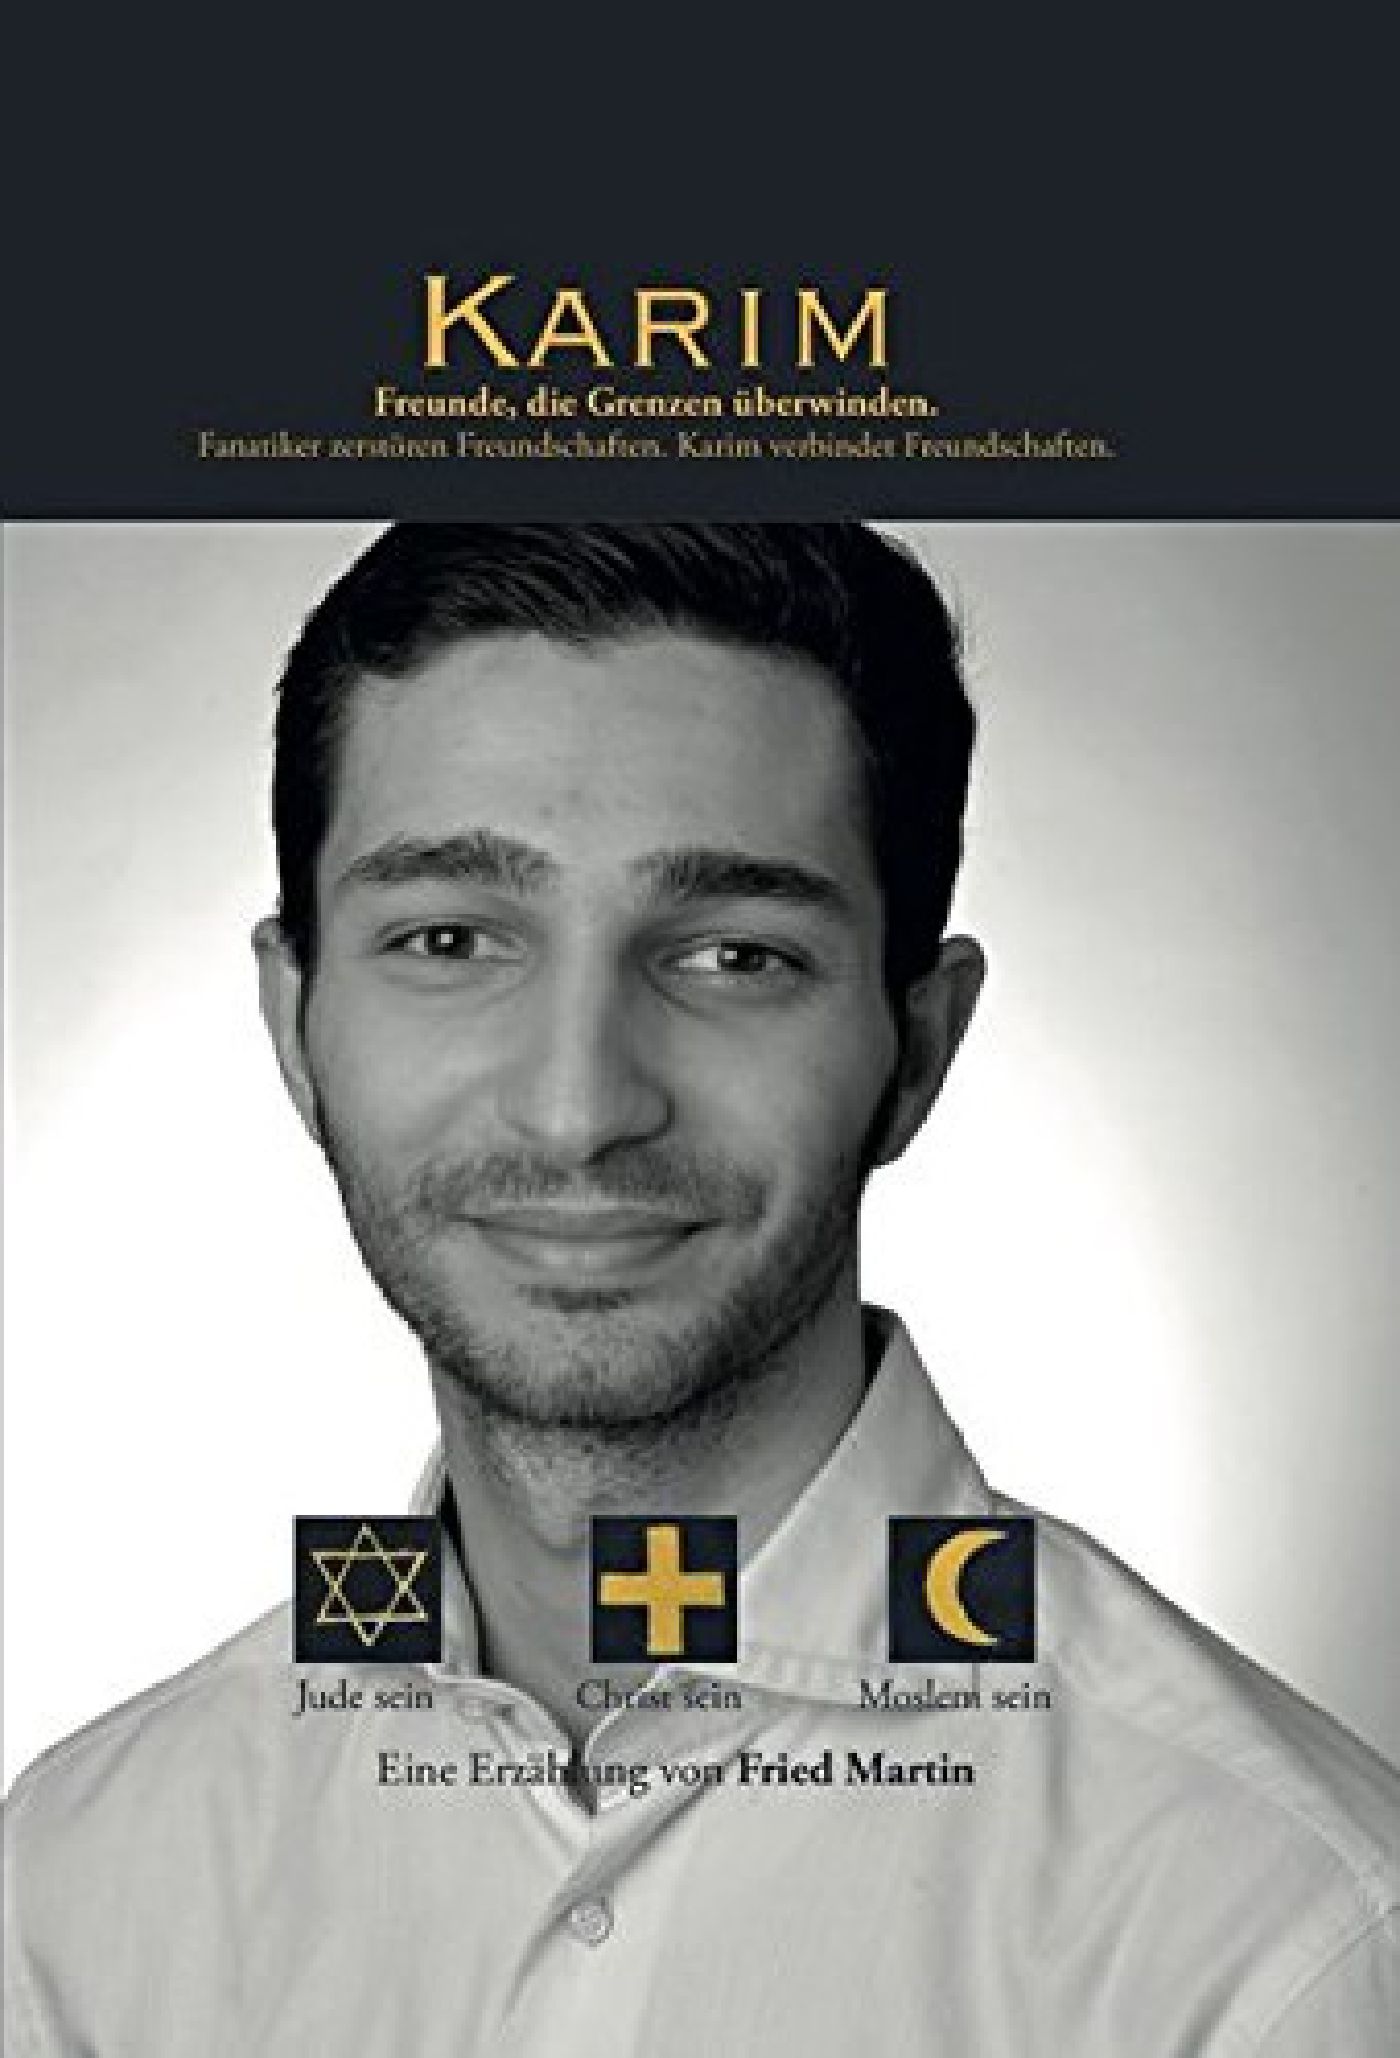 KARIM
Freunde, die Grenzen überwinden.
Fanatiker zerstören Freundschaften. Karim verbindet Freundschaften.
Jude sein Christ sein Moslem sein
Eine Erzählung von Fried Martin